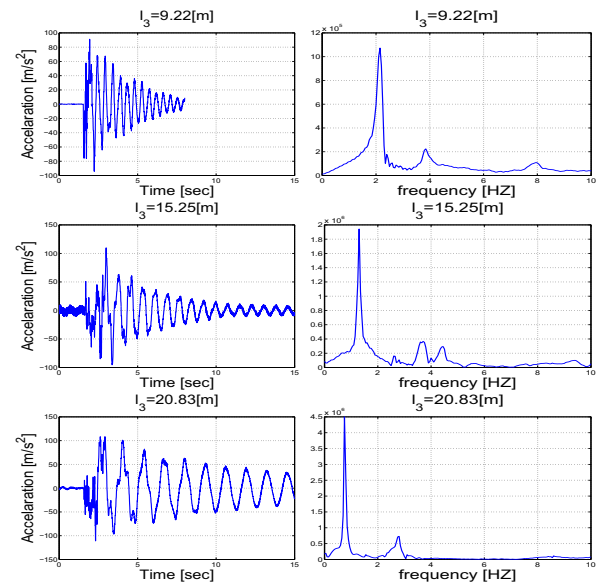 l3=9.22[m] l3=9.22[m]
Accelaration [m/s2]
100
80
60
40
20
0
−20
−40
−60
−80
−100
0 5 10 15
Time [sec]
x 10^5
12
10
8
6
4
2
0
0 2 4 6 8 10
frequency [HZ]
l3=15.25[m] l3=15.25[m]
Accelaration [m/s2]
150
100
50
0
−50
−100
0 5 10 15
Time [sec]
x 10^6
2
1.8
1.6
1.4
1.2
1
0.8
0.6
0.4
0.2
0
0 2 4 6 8 10
frequency [HZ]
l3=20.83[m] l3=20.83[m]
Accelaration [m/s2]
150
100
50
0
−50
−100
−150
0 5 10 15
Time [sec]
x 10^6
4.5
4
3.5
3
2.5
2
1.5
1
0.5
0
0 2 4 6 8 10
frequency [HZ]